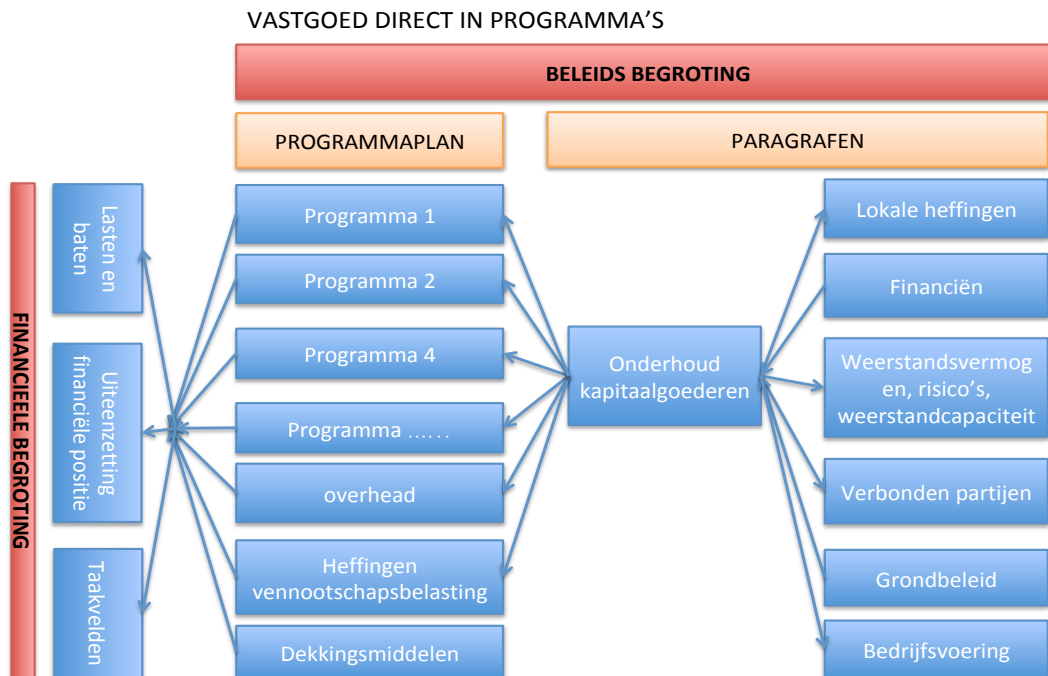 VASTGOED DIRECT IN PROGRAMMA'S
BELEIDS BEGROTING
PROGRAMMAPLAN
PARAGRAFEN
FINANCIEELE BEGROTING
Lasten en
baten
Uiteenzetting
financiële positie
Taakvelden
Programma 1
Programma 2
Programma 4
Programma ......
overhead
Heffingen
vennootschapsbelasting
Dekkingsmiddelen
Onderhoud
kapitaalgoederen
Lokale heffingen
Financiën
Weerstandsvermog
en, risico's,
weerstandcapaciteit
Verbonden partijen
Grondbeleid
Bedrijfsvoering